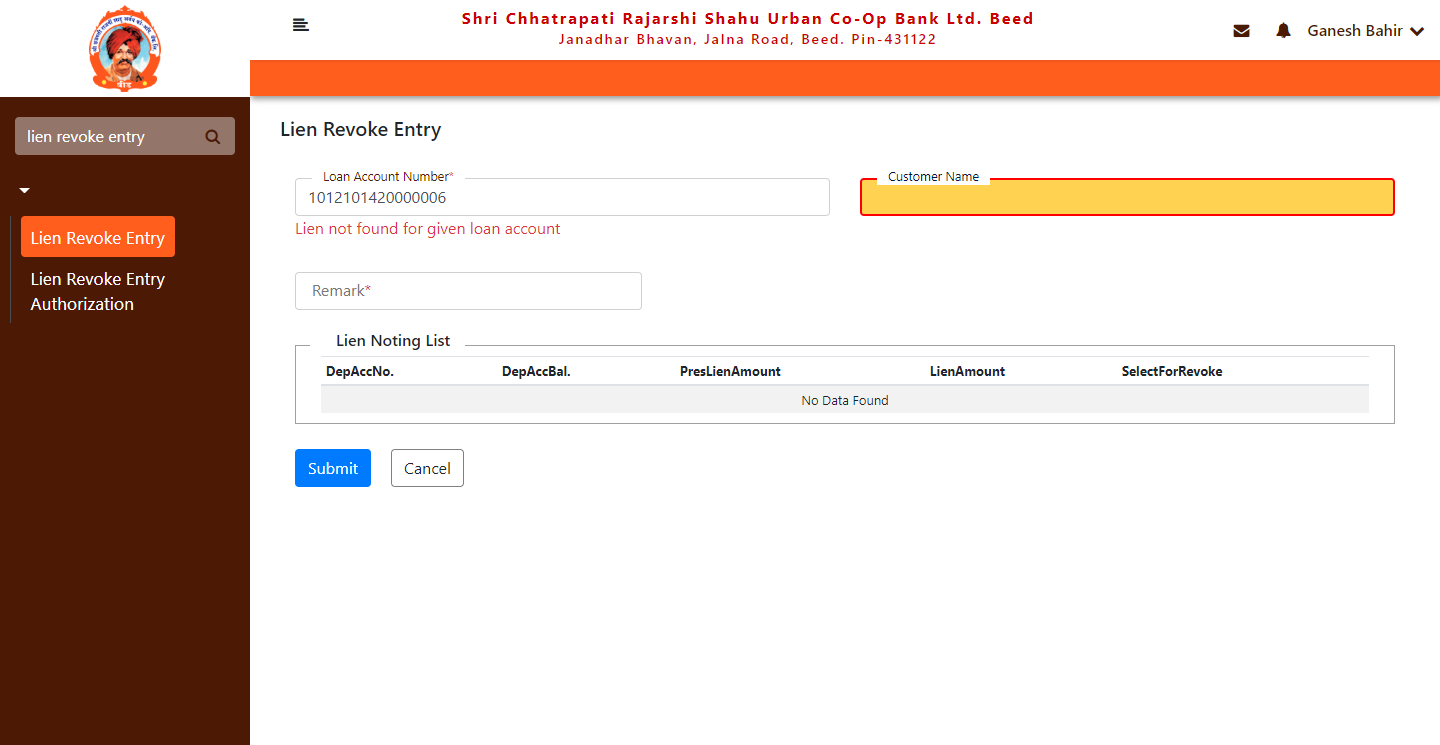 Shri Chhatrapati Rajarshi Shahu Urban Co-Op Bank Ltd. Beed
Janadhar Bhavan, Jalna Road, Beed. Pin-431122
Ganesh Bahir
बीड
lien revoke entry
Lien Revoke Entry
Lien Revoke Entry
Authorization
Lien Revoke Entry
Loan Account Number*
1012101420000006
Lien not found for given loan account
Customer Name
Remark*
Lien Noting List
DepAccNo. DepAccBal. PresLienAmount LienAmount SelectForRevoke
No Data Found
Submit Cancel